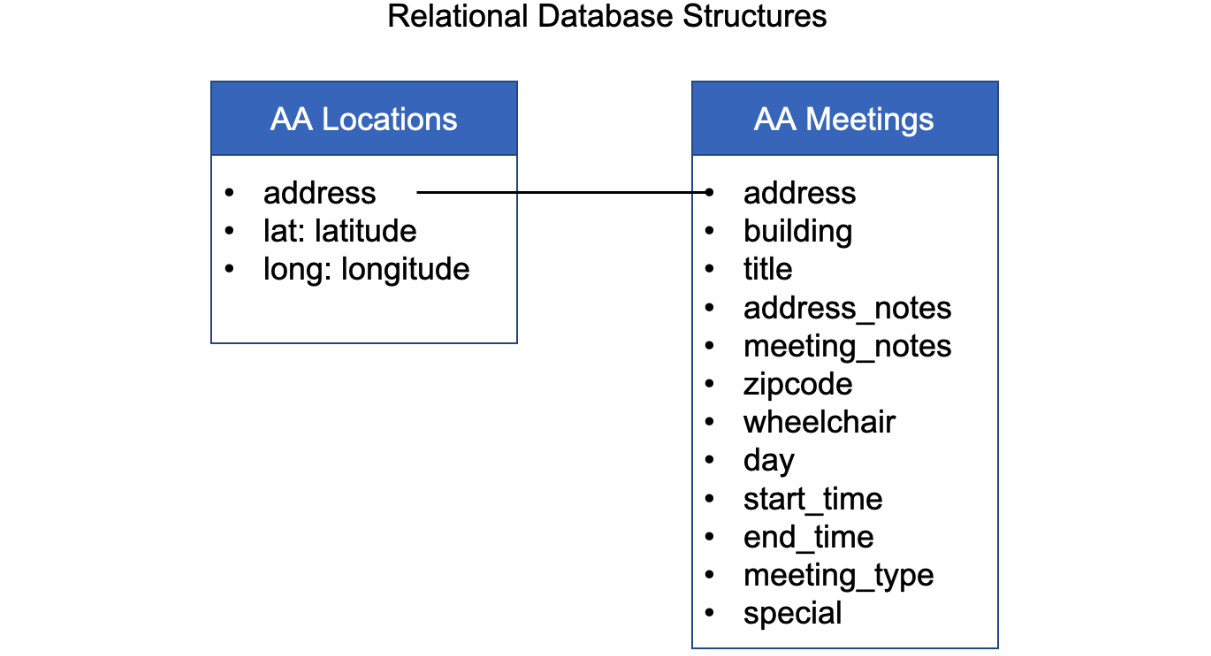 Relational Database Structures
AA Locations
• address
• lat: latitude
• long: longitude
AA Meetings
• address
• building
• title
• address_notes
• meeting_notes
• zipcode
• wheelchair
• day
• start_time
• end_time
• meeting_type
• special